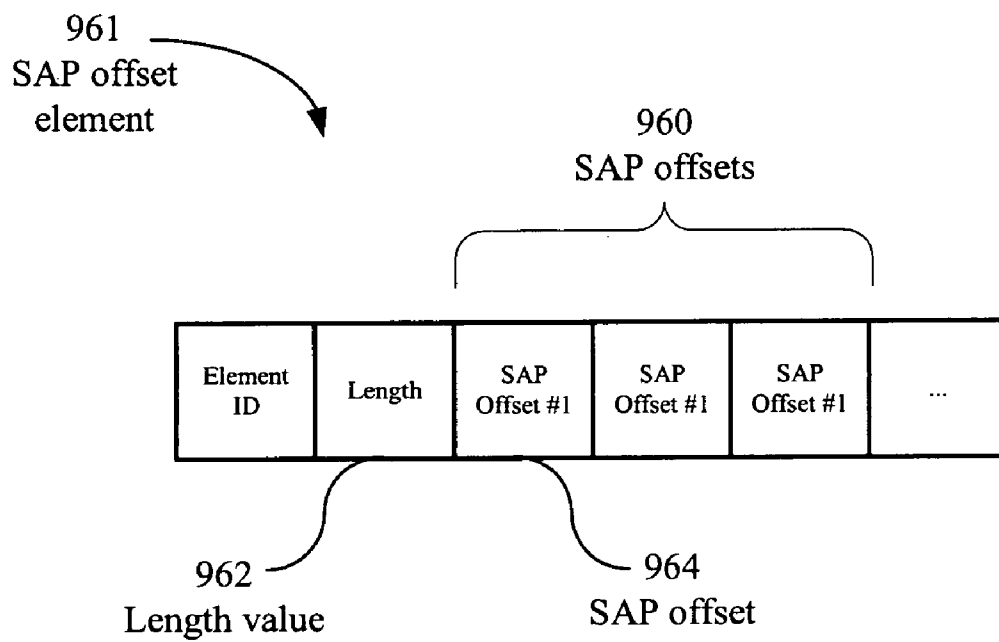 961
SAP offset
element
960
SAP offsets
Element
ID
Length
SAP
Offset #1
SAP
Offset #1
SAP
Offset #1
...
962
Length value
964
SAP offset